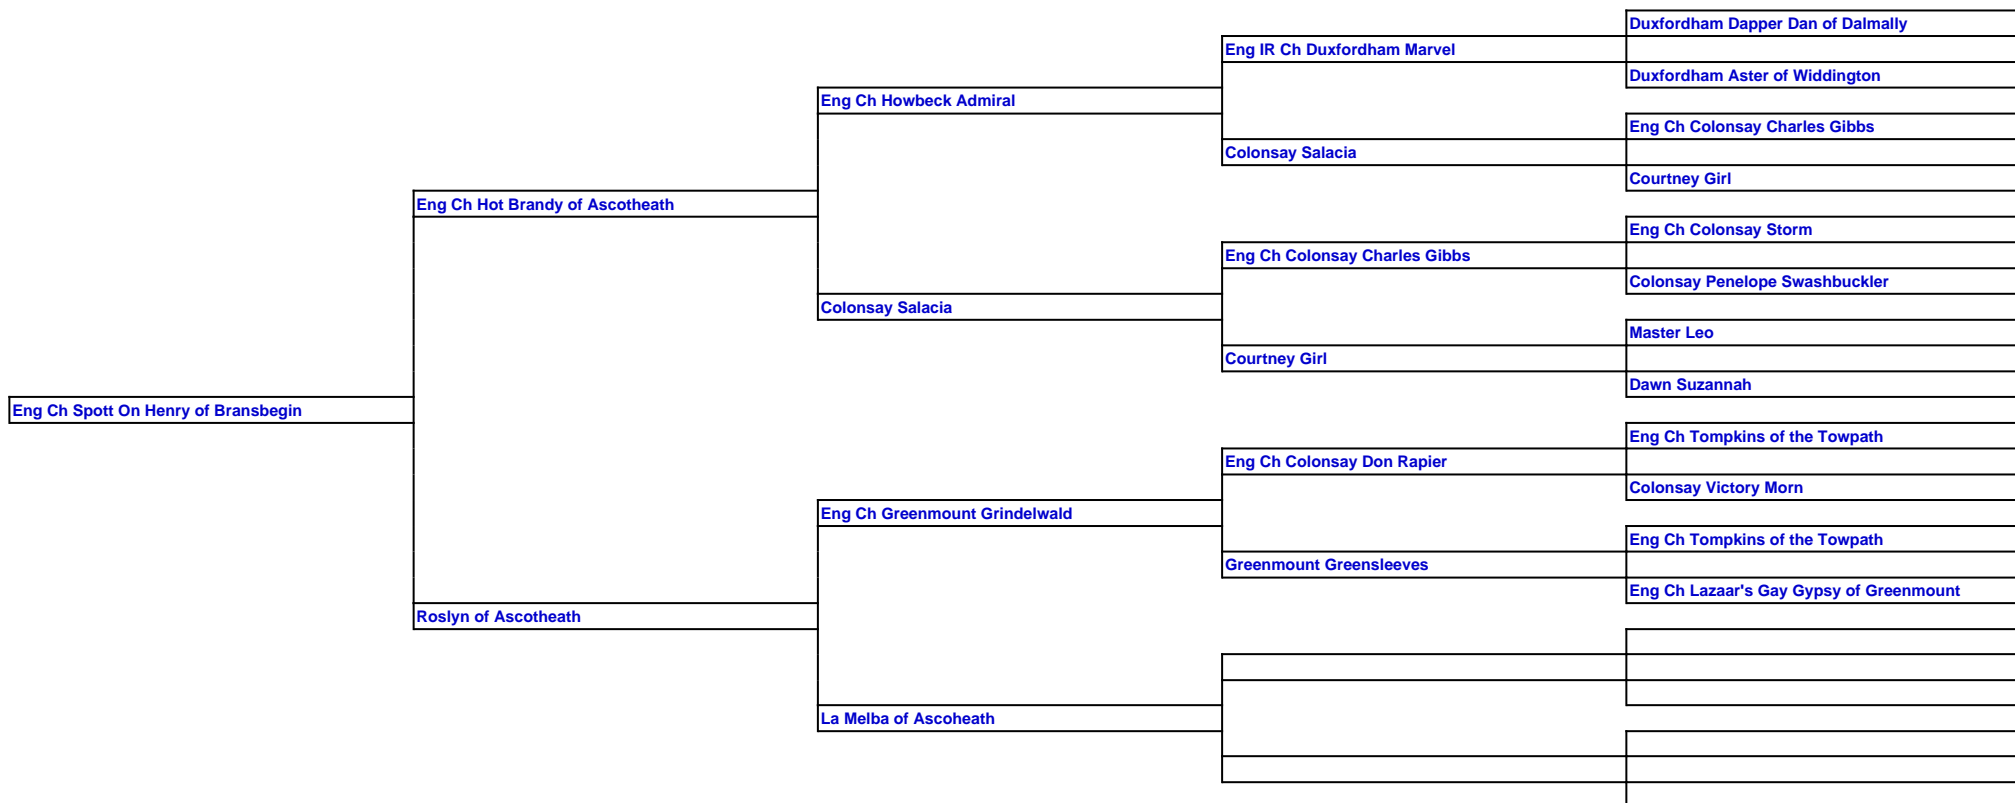 Duxfordham Dapper Dan of Dalmally
Eng IR Ch Duxfordham Marvel
Duxfordham Aster of Widdington
Eng Ch Howbeck Admiral
Eng Ch Colonsay Charles Gibbs
Colonsay Salacia
Courtney Girl
Eng Ch Hot Brandy of Ascotheath
Eng Ch Colonsay Storm
Eng Ch Colonsay Charles Gibbs
Colonsay Penelope Swashbuckler
Colonsay Salacia
Master Leo
Courtney Girl
Dawn Suzannah
Eng Ch Spott On Henry of Bransbegin
Eng Ch Tompkins of the Towpath
Eng Ch Colonsay Don Rapier
Colonsay Victory Morn
Eng Ch Greenmount Grindelwald
Eng Ch Tompkins of the Towpath
Greenmount Greensleeves
Eng Ch Lazaar's Gay Gypsy of Greenmount
Roslyn of Ascotheath
La Melba of Ascoheath